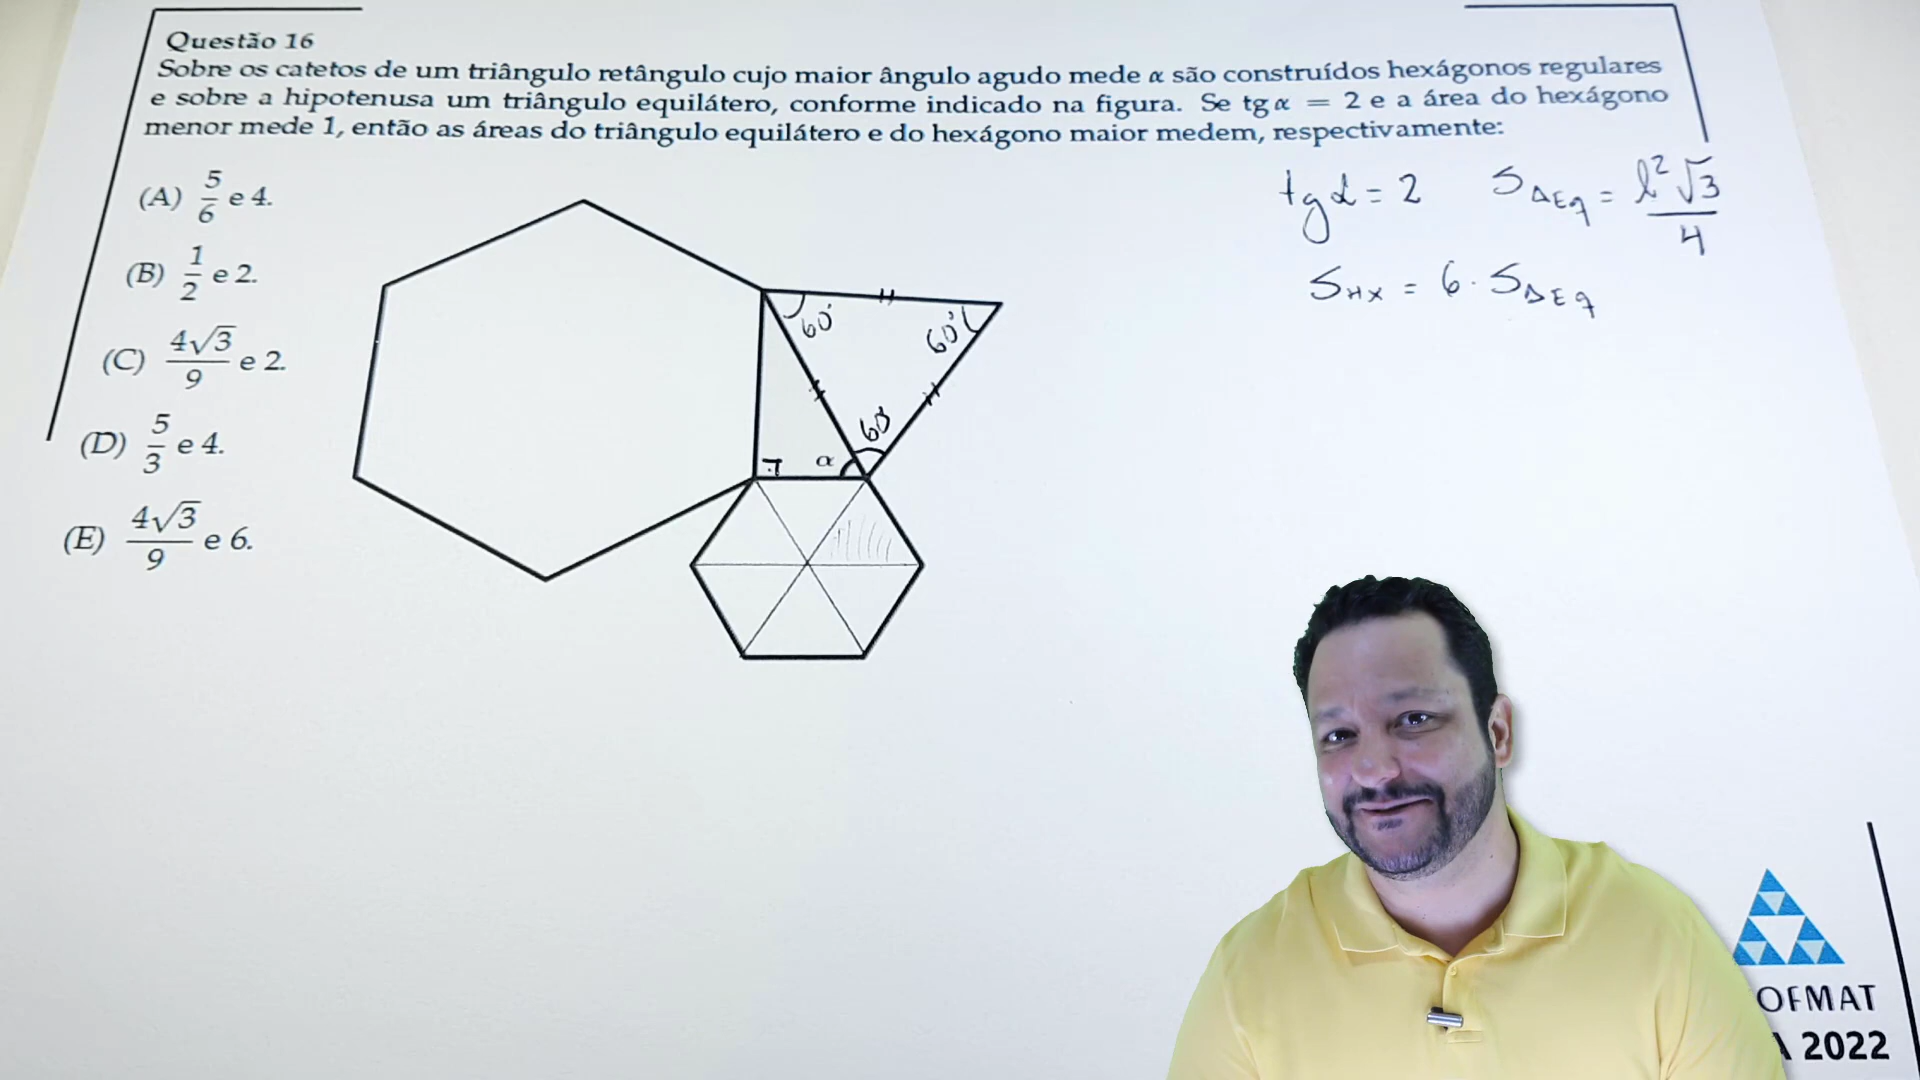 Questão 16
Sobre os catetos de um triângulo retângulo cujo maior ângulo agudo mede α são construídos hexágonos regulares
e sobre a hipotenusa um triângulo equilátero, conforme indicado na figura. Se tg α = 2 e a área do hexágono
menor mede 1, então as áreas do triângulo equilátero e do hexágono maior medem, respectivamente:
(A) 5/6 e 4.
(B) 1/2 e 2.
(C) 4√3/9 e 2.
(D) 5/3 e 4.
(E) 4√3/9 e 6.
tg α = 2
S△Eq = l²√3/4
SHX = 6 · S△Eq
60°
60°
60°
α
OFMAT
2022